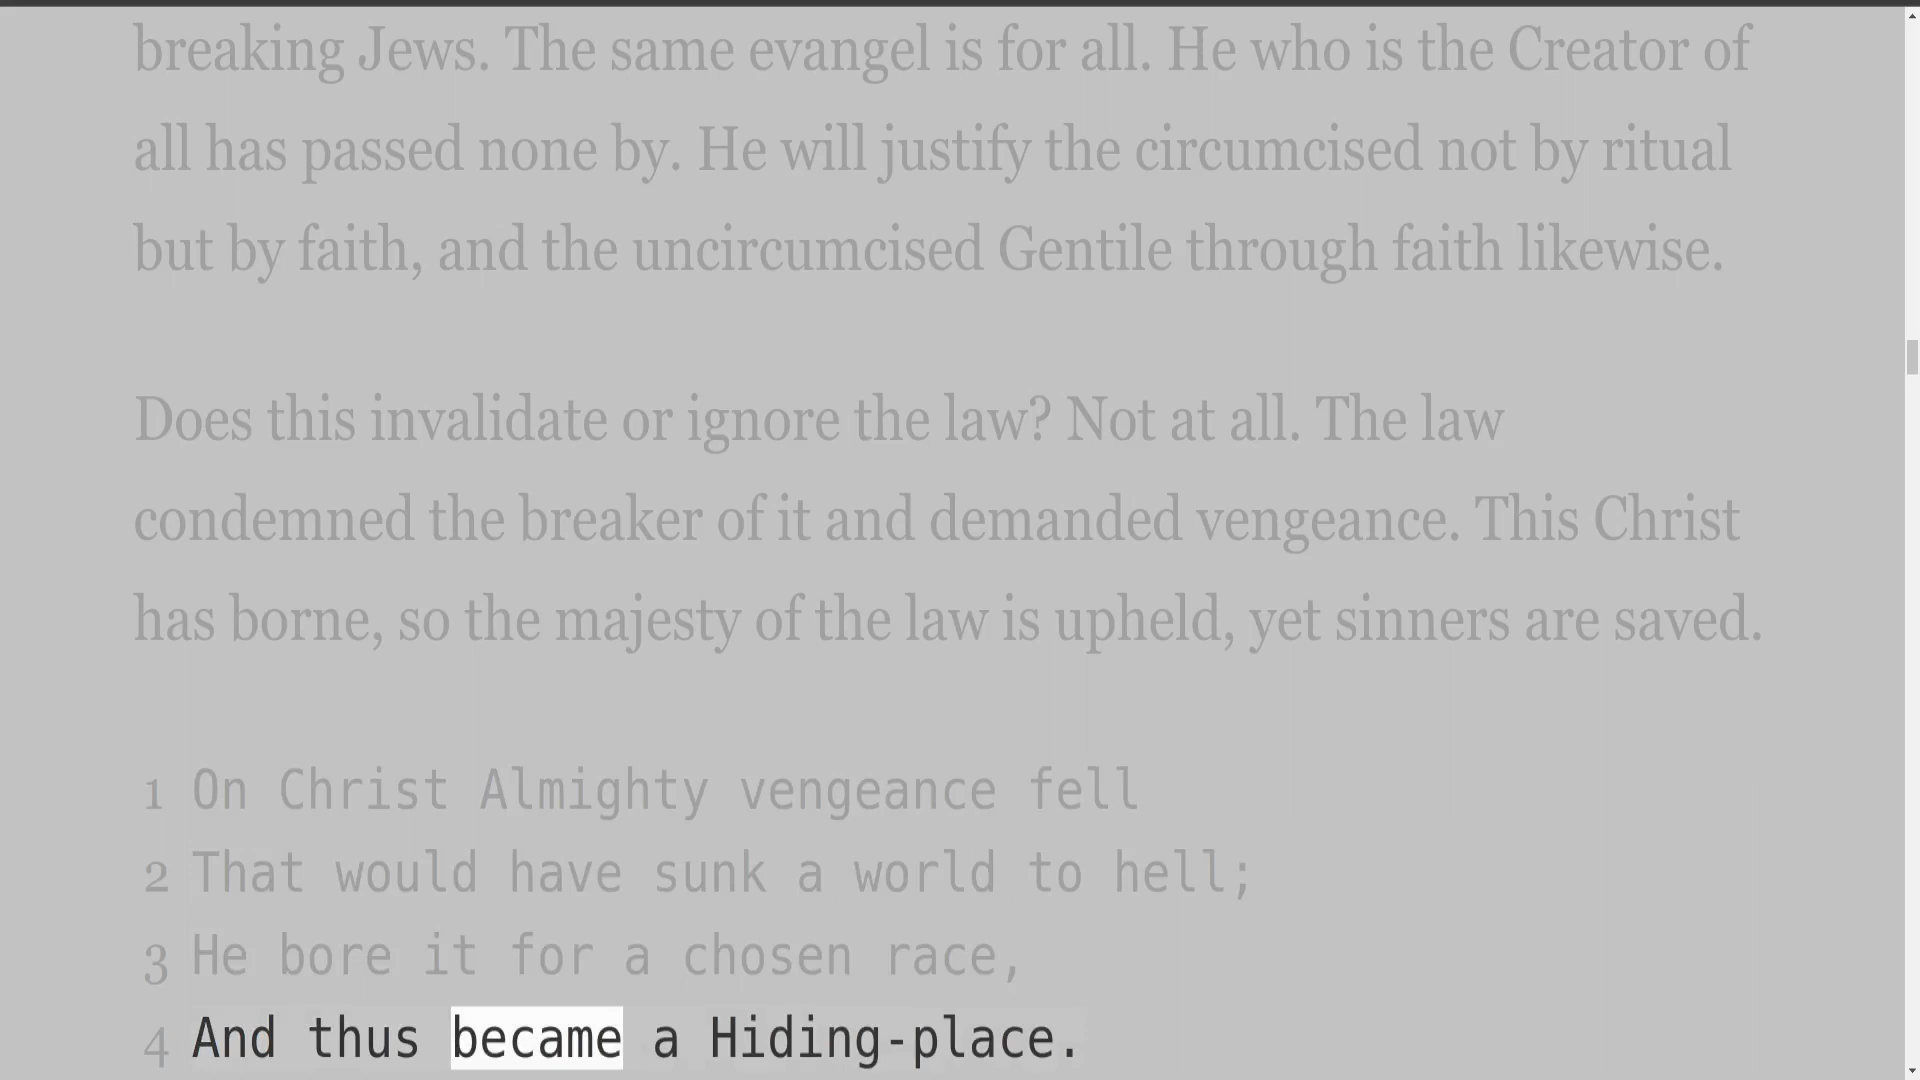 breaking Jews. The same evangel is for all. He who is the Creator of
all has passed none by. He will justify the circumcised not by ritual
but by faith, and the uncircumcised Gentile through faith likewise.
Does this invalidate or ignore the law? Not at all. The law
condemned the breaker of it and demanded vengeance. This Christ
has borne, so the majesty of the law is upheld, yet sinners are saved.
1 On Christ Almighty vengeance fell
2 That would have sunk a world to hell;
3 He bore it for a chosen race,
4 And thus became a Hiding-place.